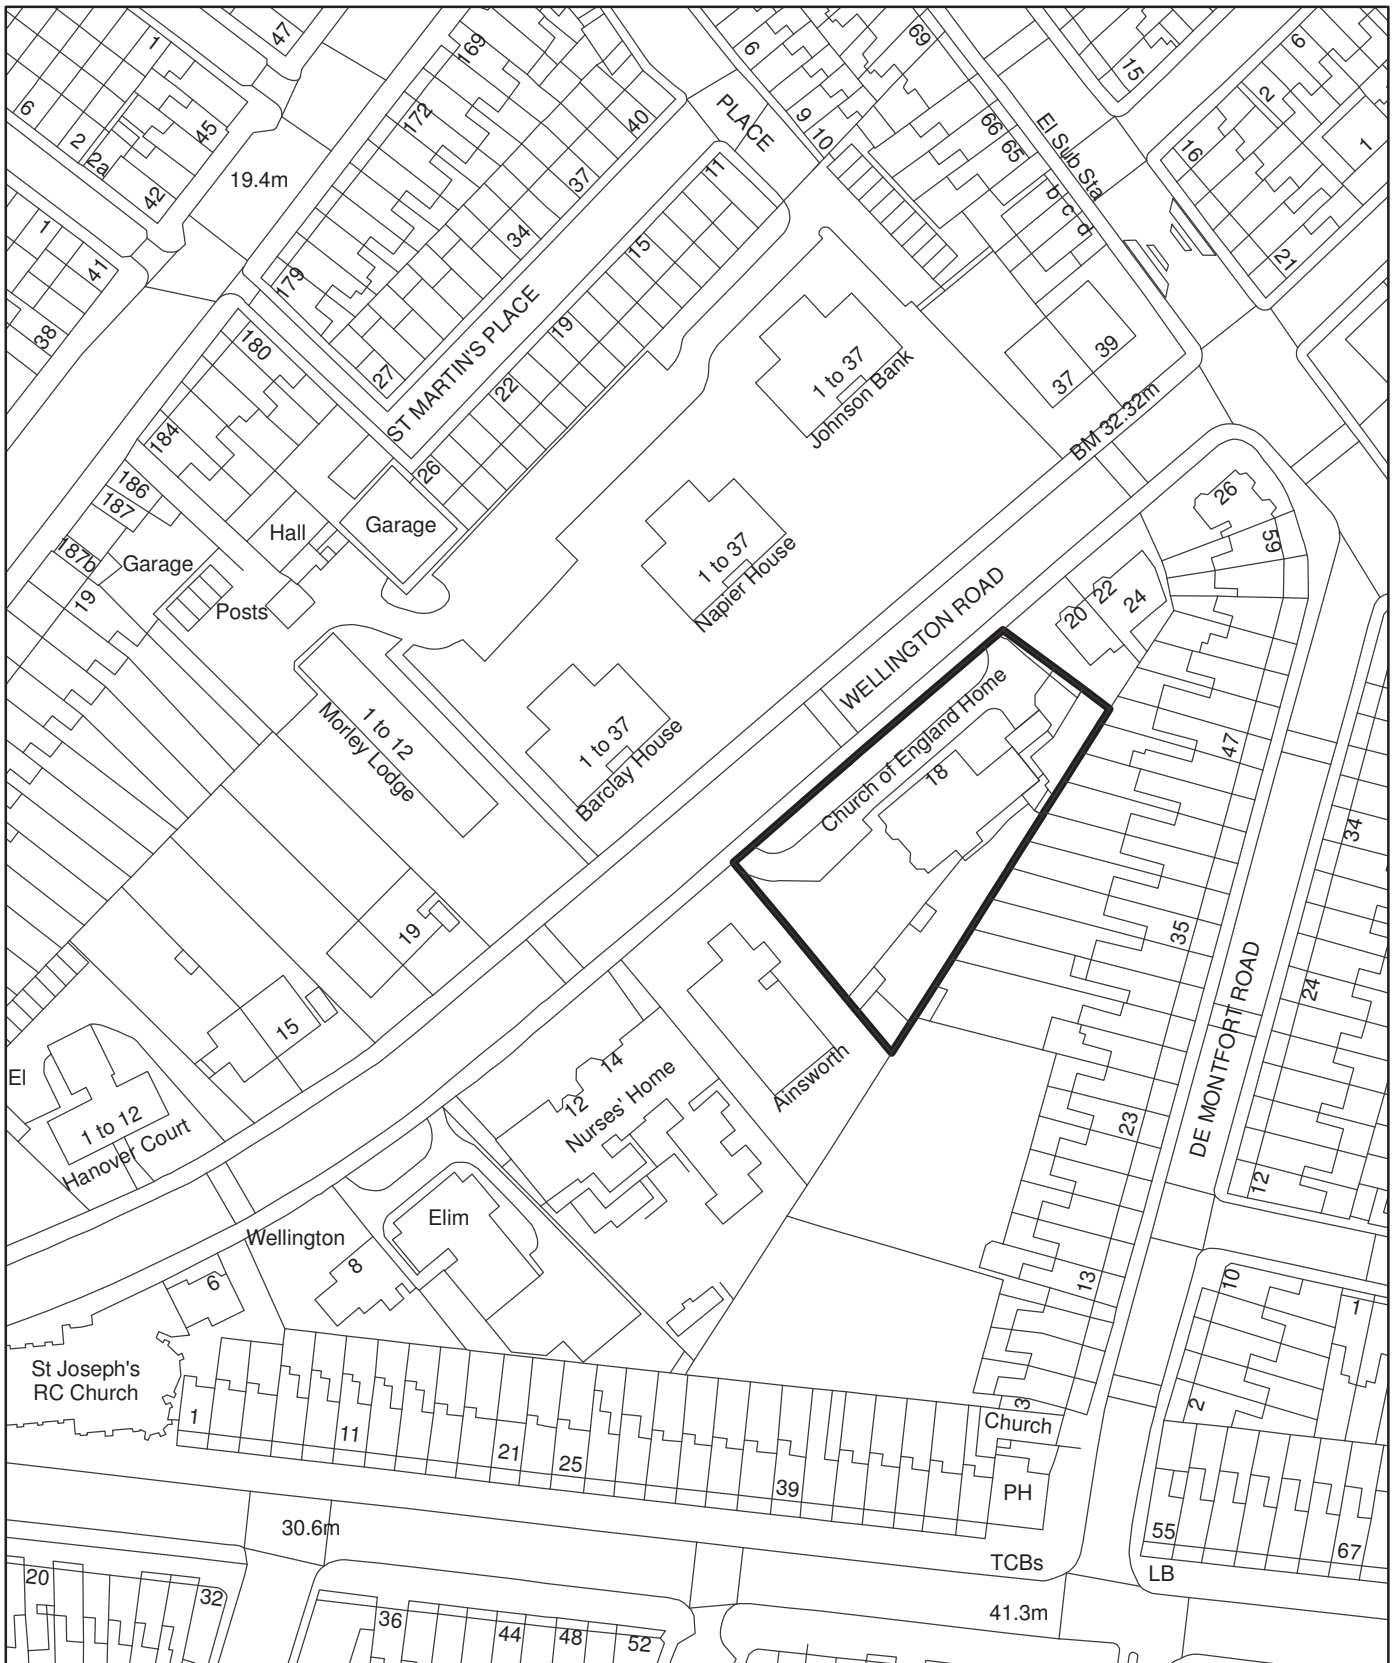 1
47
6
2
2a
45
42
19.4m
169
172
40
37
34
179
PLACE
6
9
10
69
66
65
El Sub Sta
b
c
d
15
6
2
16
1
21
1
41
38
11
15
19
22
26
27
ST MARTIN'S PLACE
180
184
186
187
187b
19
Hall
Garage
Garage
Posts
1 to 37
Johnson Bank
39
37
BM 32.32m
26
59
1 to 37
Napier House
WELLINGTON ROAD
20
22
24
1 to 12
Morley Lodge
1 to 37
Barclay House
Church of England Home
18
47
34
35
24
DE MONTFORT ROAD
19
15
El
1 to 12
Hanover Court
14
12
Nurses' Home
Ainsworth
23
12
Wellington
Elim
8
6
13
10
1
St Joseph's
RC Church
1
11
21
25
39
3
Church
PH
2
30.6m
TCBs
55
67
LB
20
32
36
44
48
52
41.3m